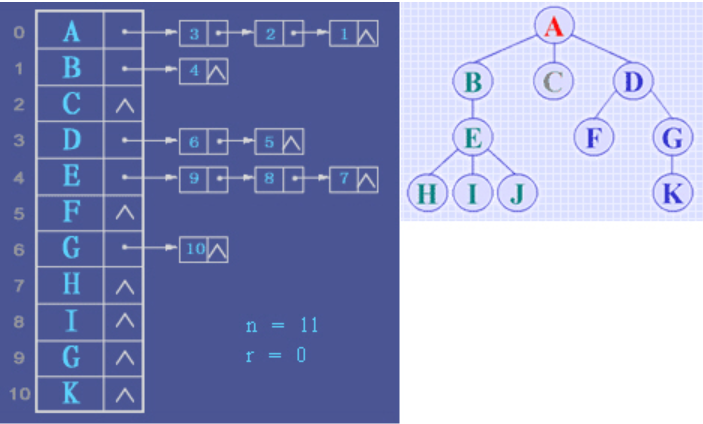 0 A 3 2 1 ∧
1 B 4 ∧
2 C ∧
3 D 6 5 ∧
4 E 9 8 7 ∧
5 F ∧
6 G 10 ∧
7 H ∧
8 I ∧
9 G ∧
10 K ∧
n = 11
r = 0
A
B C D
E F G
H I J K